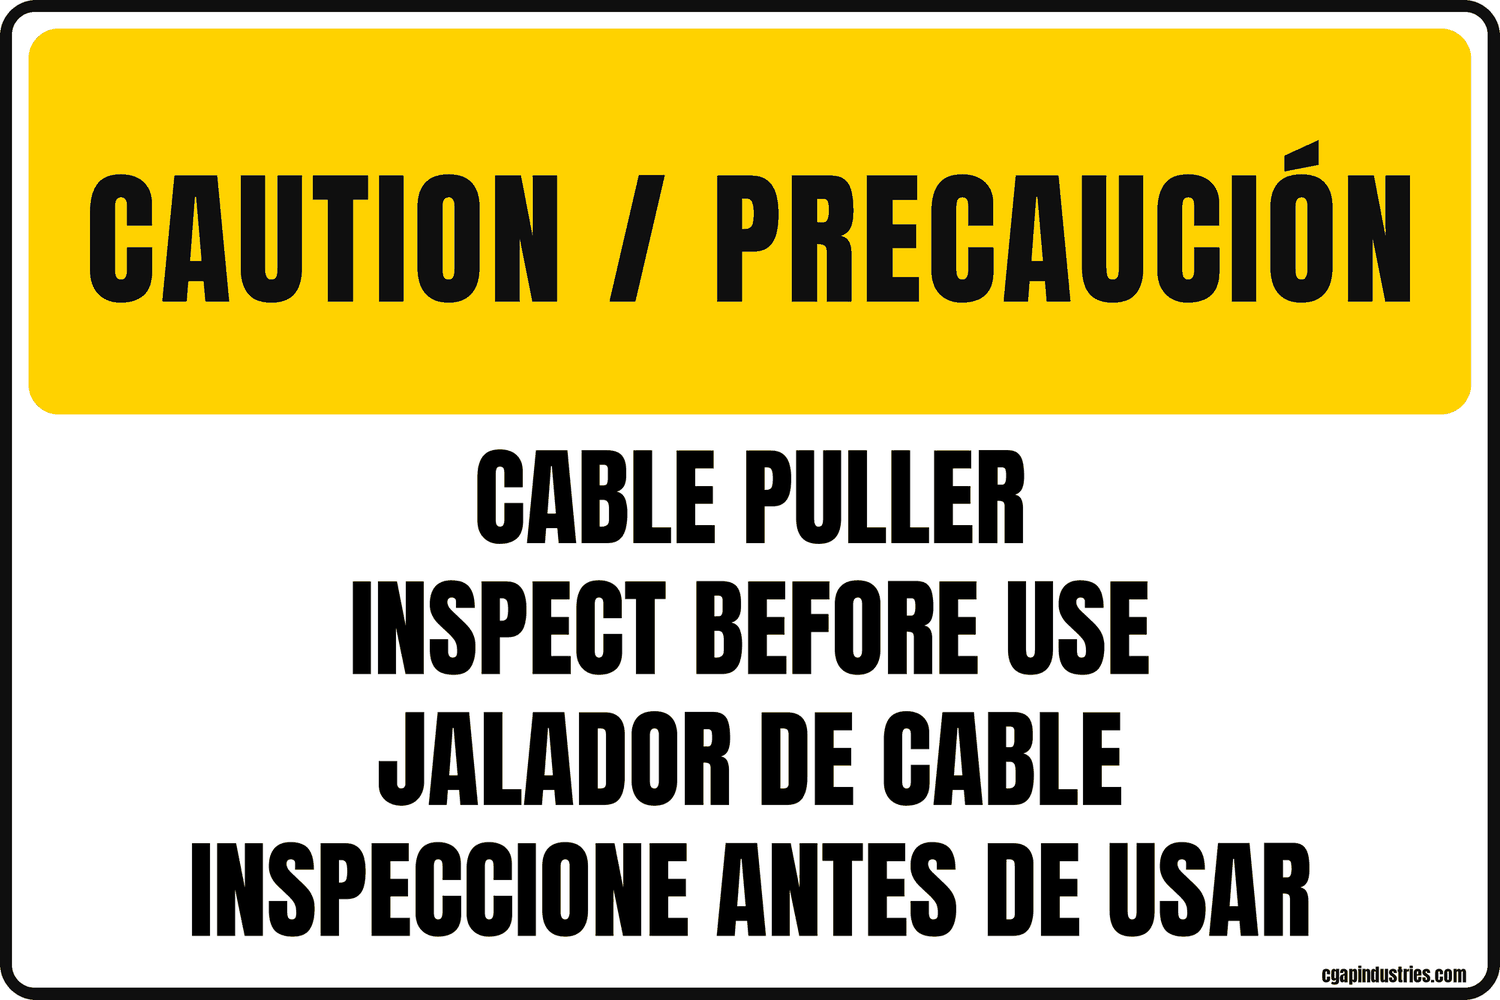 CAUTION / PRECAUCIÓN
CABLE PULLER
INSPECT BEFORE USE
JALADOR DE CABLE
INSPECCIONE ANTES DE USAR
cgapindustries.com